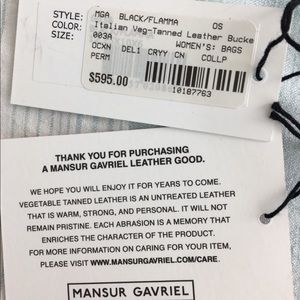 STYLE: MGA BLACK/FLAMMA OS
COLOR: Italian Veg-Tanned Leather Bucke
SIZE: 003A WOMEN'S: BAGS
OCXN DEL1 CRYY CN COLLP
PERM
$595.00
10187763
THANK YOU FOR PURCHASING
A MANSUR GAVRIEL LEATHER GOOD.
WE HOPE YOU WILL ENJOY IT FOR YEARS TO COME.
VEGETABLE TANNED LEATHER IS AN UNTREATED LEATHER
THAT IS WARM, STRONG, AND PERSONAL. IT WILL NOT
REMAIN PRISTINE. EACH ABRASION IS A MEMORY THAT
ENRICHES THE CHARACTER OF THE PRODUCT.
FOR MORE INFORMATION ON CARING FOR YOUR ITEM,
PLEASE VISIT WWW.MANSURGAVRIEL.COM/CARE.
MANSUR GAVRIEL